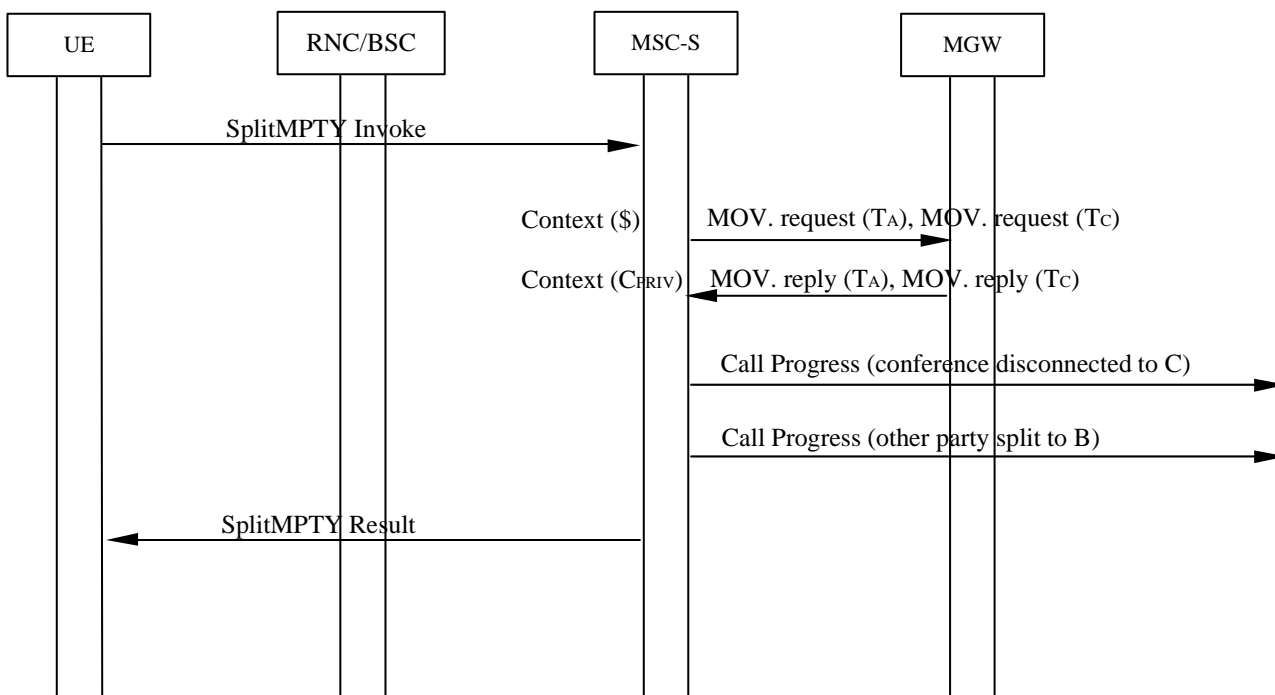 UE
RNC/BSC
MSC-S
MGW
SplitMPTY Invoke
Context ($) MOV. request (TA), MOV. request (TC)
Context (CPRIV) MOV. reply (TA), MOV. reply (TC)
Call Progress (conference disconnected to C)
Call Progress (other party split to B)
SplitMPTY Result